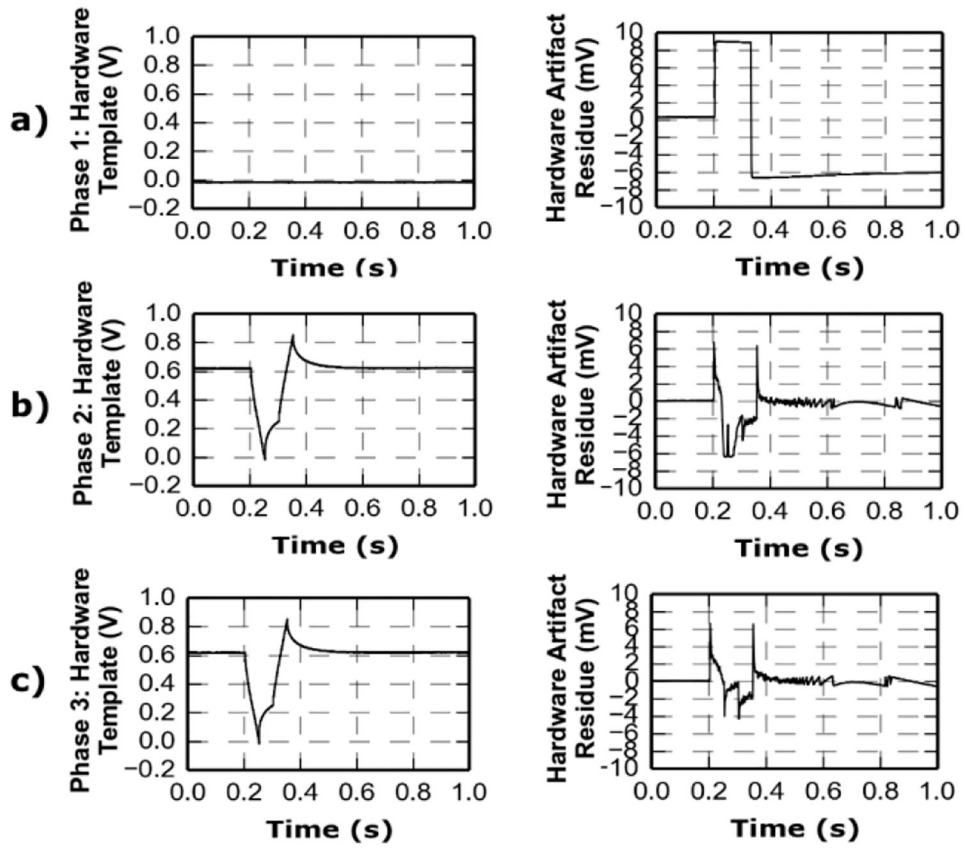 a)
Phase 1: Hardware
Template (V)
1.0
0.8
0.6
0.4
0.2
0.0
−0.2
0.0 0.2 0.4 0.6 0.8 1.0
Time (s)
Hardware Artifact
Residue (mV)
10
8
6
4
2
0
−2
−4
−6
−8
−10
0.0 0.2 0.4 0.6 0.8 1.0
Time (s)
b)
Phase 2: Hardware
Template (V)
1.0
0.8
0.6
0.4
0.2
0.0
−0.2
0.0 0.2 0.4 0.6 0.8 1.0
Time (s)
Hardware Artifact
Residue (mV)
10
8
6
4
2
0
−2
−4
−6
−8
−10
0.0 0.2 0.4 0.6 0.8 1.0
Time (s)
c)
Phase 3: Hardware
Template (V)
1.0
0.8
0.6
0.4
0.2
0.0
−0.2
0.0 0.2 0.4 0.6 0.8 1.0
Time (s)
Hardware Artifact
Residue (mV)
10
8
6
4
2
0
-2
-4
-6
-8
-10
0.0 0.2 0.4 0.6 0.8 1.0
Time (s)